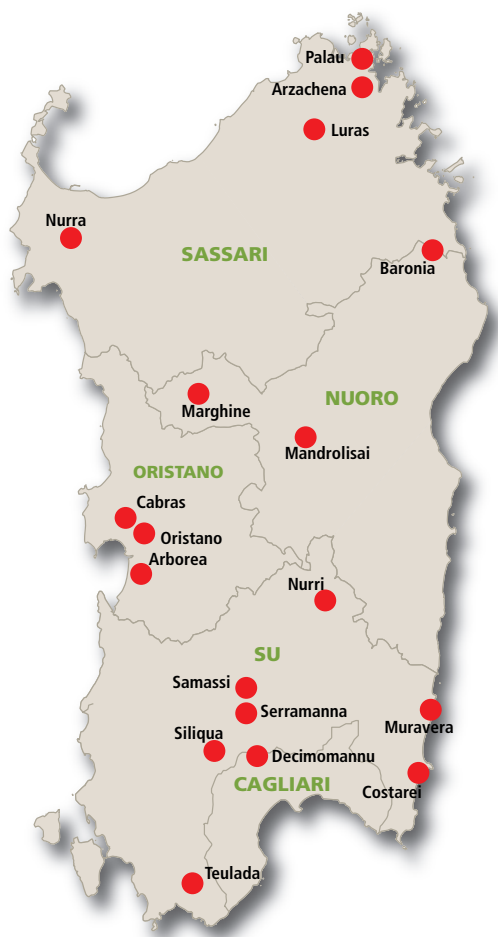 Palau
Arzachena
Luras
Nurra
SASSARI
Baronia
NUORO
Marghine
Mandrolisai
ORISTANO
Cabras
Oristano
Arborea
Nurri
SU
Samassi
Serramanna
Muravera
Siliqua
Decimomannu
CAGLIARI
Costarei
Teulada